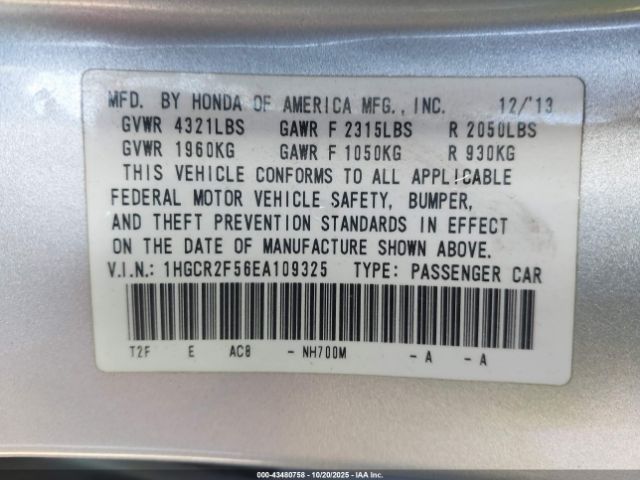 MFD. BY HONDA OF AMERICA MFG., INC. 12/'13
GVWR 4321LBS GAWR F 2315LBS R 2050LBS
GVWR 1960KG GAWR F 1050KG R 930KG
THIS VEHICLE CONFORMS TO ALL APPLICABLE
FEDERAL MOTOR VEHICLE SAFETY, BUMPER,
AND THEFT PREVENTION STANDARDS IN EFFECT
ON THE DATE OF MANUFACTURE SHOWN ABOVE.
V.I.N.: 1HGCR2F56EA109325 TYPE: PASSENGER CAR
T2F E AC8 - NH700M - A - A
000-43480758 - 10/20/2025 - IAAI, Inc.